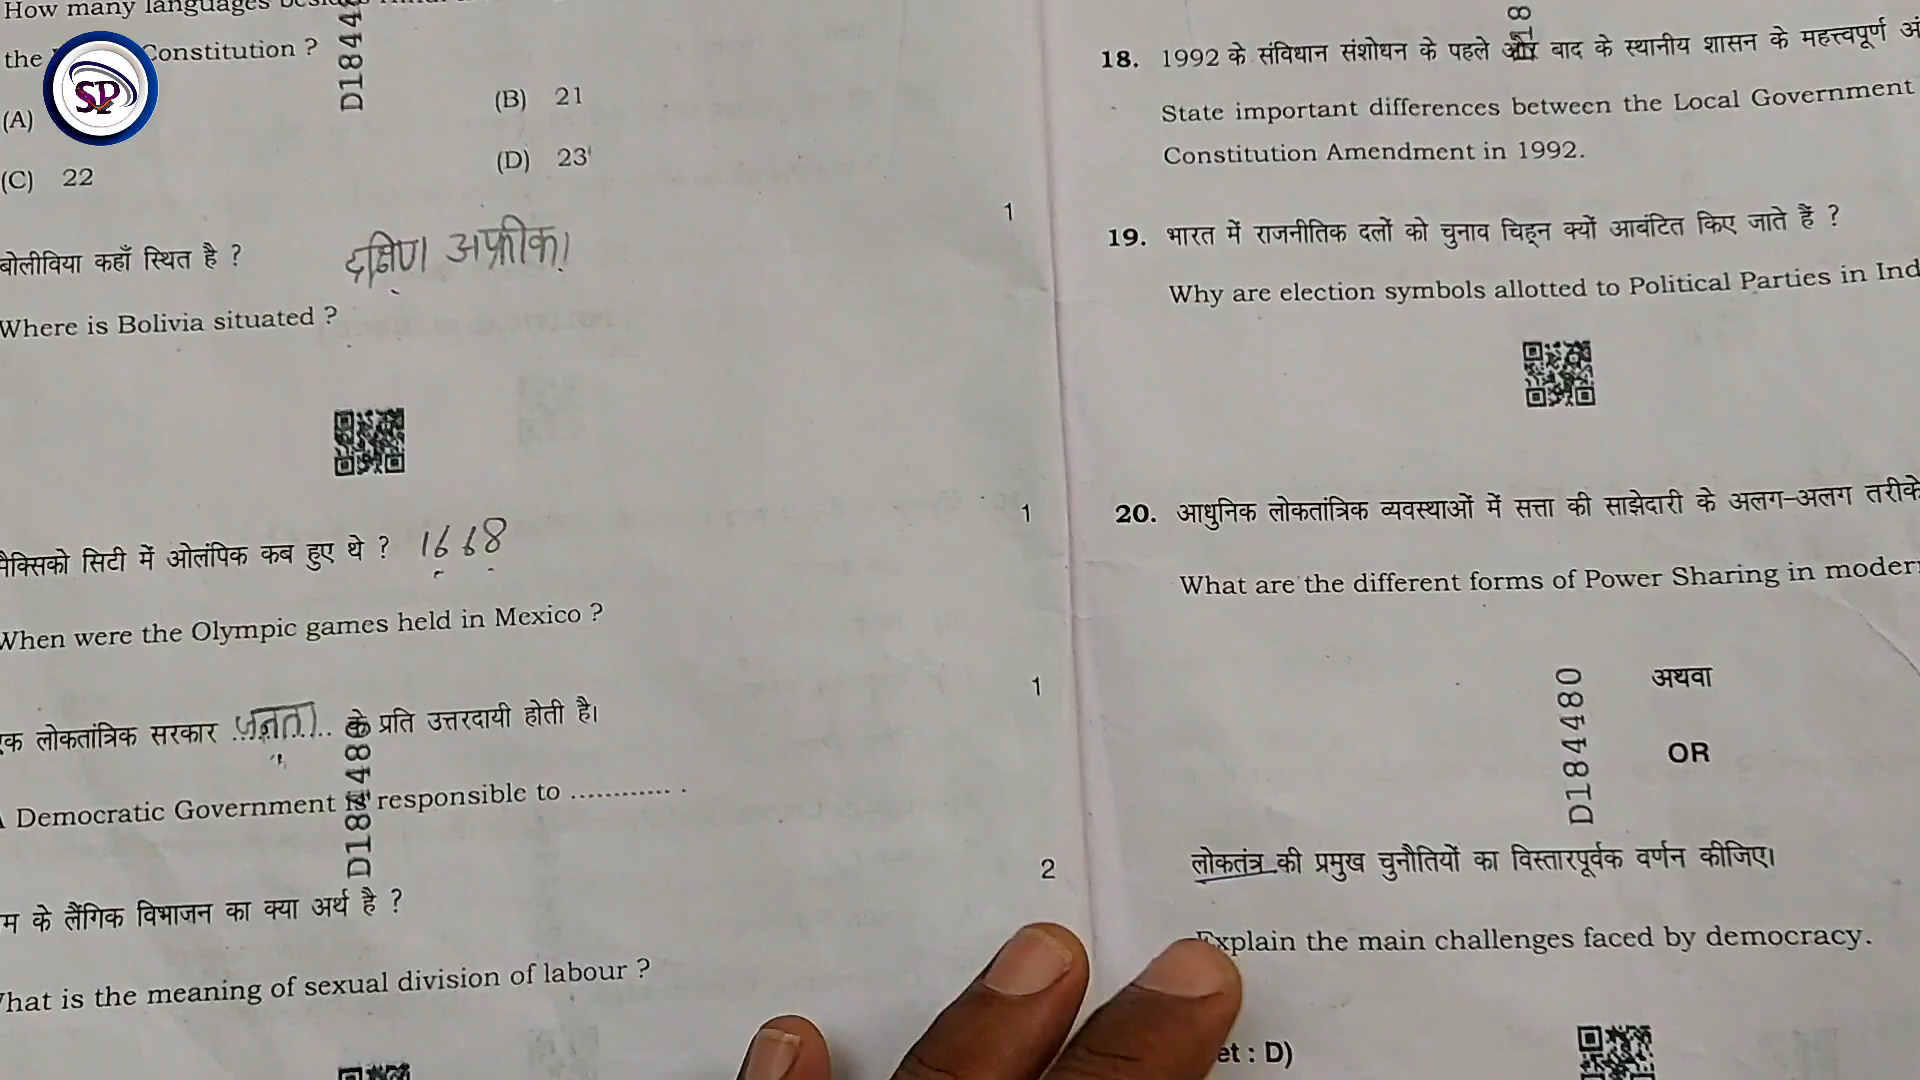 How many languages
the Constitution ?
(A)
(B) 21
(C) 22
(D) 23
D1844
1
बोलीविया कहाँ स्थित है ? दक्षिण अफ्रीका
Where is Bolivia situated ?
1
मैक्सिको सिटी में ओलंपिक कब हुए थे ? 1668
When were the Olympic games held in Mexico ?
1
एक लोकतांत्रिक सरकार जनता के प्रति उत्तरदायी होती है।
A Democratic Government is responsible to ............ .
2
के लैंगिक विभाजन का क्या अर्थ है ?
What is the meaning of sexual division of labour ?
18. 1992 के संविधान संशोधन के पहले और बाद के स्थानीय शासन के महत्त्वपूर्ण अं
State important differences between the Local Government
Constitution Amendment in 1992.
19. भारत में राजनीतिक दलों को चुनाव चिह्न क्यों आबंटित किए जाते हैं ?
Why are election symbols allotted to Political Parties in Ind
20. आधुनिक लोकतांत्रिक व्यवस्थाओं में सत्ता की साझेदारी के अलग-अलग तरीके
What are the different forms of Power Sharing in modern
D184480
अथवा
OR
लोकतंत्र की प्रमुख चुनौतियों का विस्तारपूर्वक वर्णन कीजिए।
Explain the main challenges faced by democracy.
et : D)